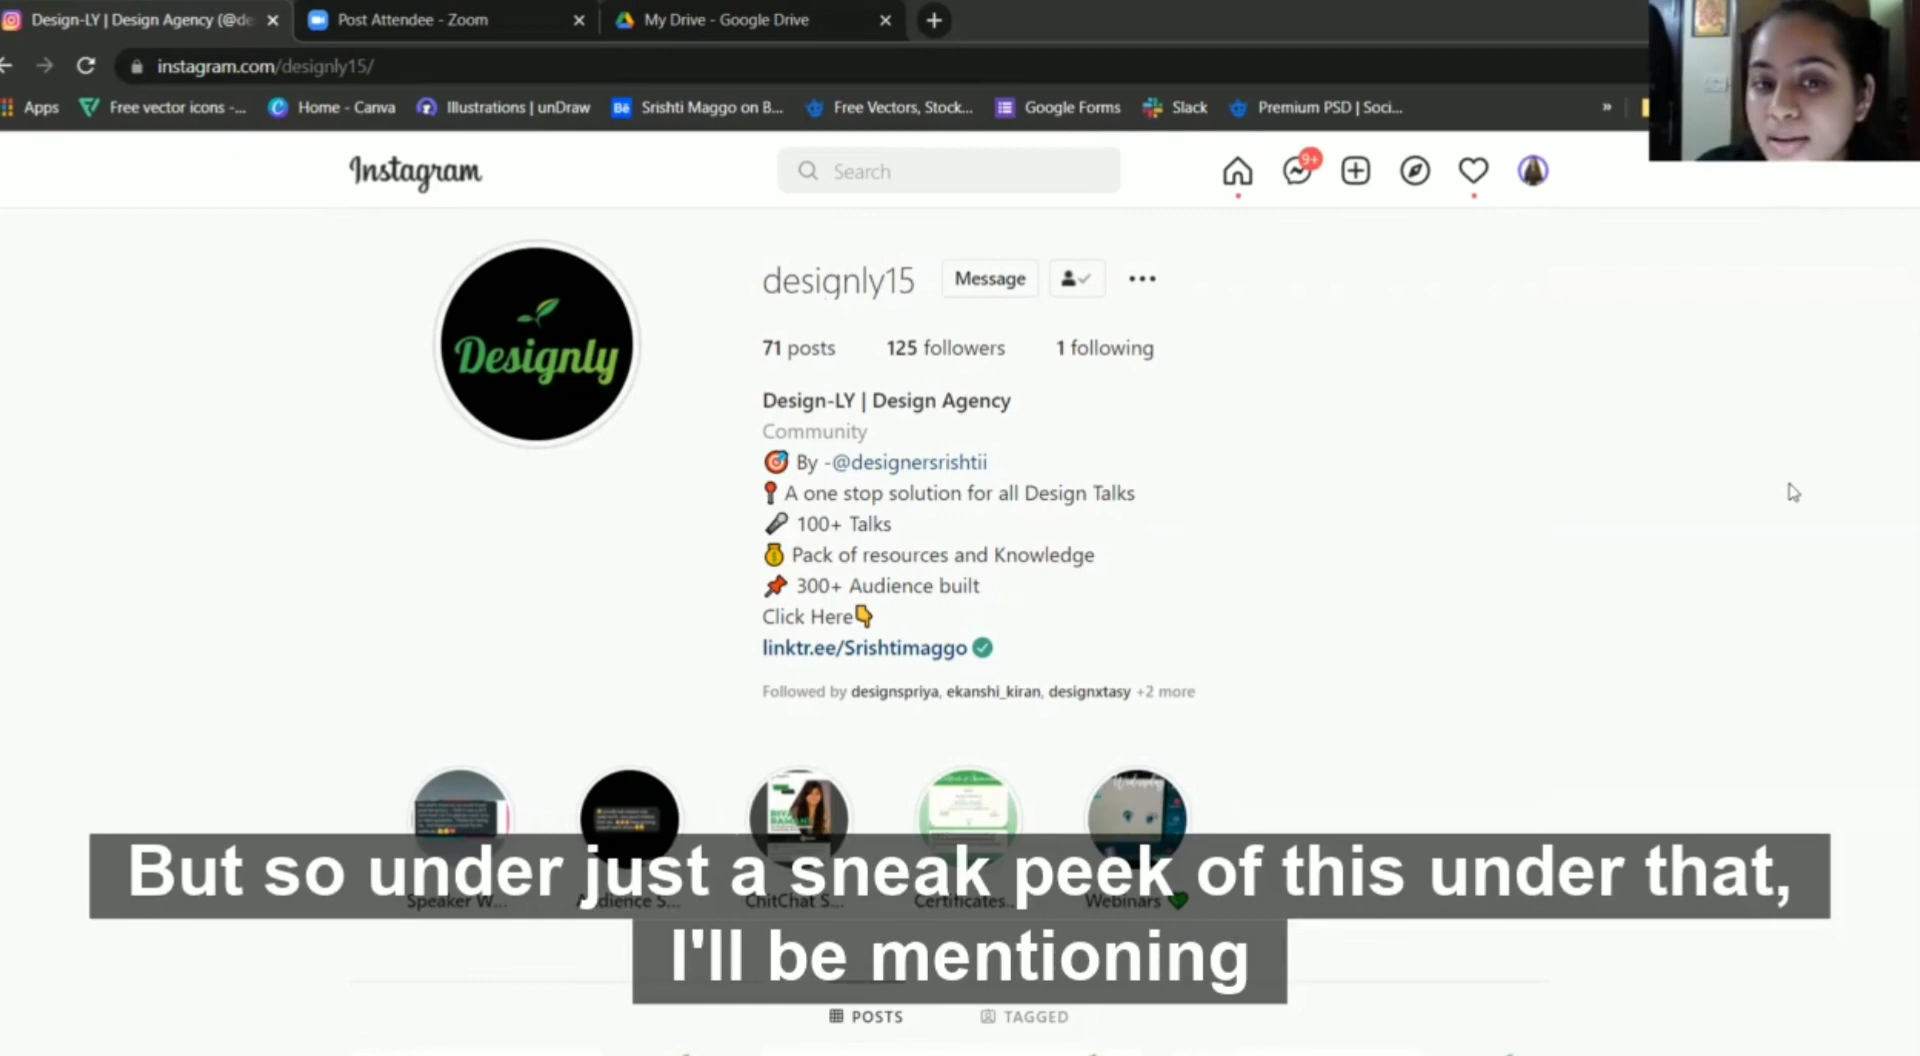 Design-LY | Design Agency (@de
Post Attendee - Zoom
My Drive - Google Drive
instagram.com/designly15/
Apps
Free vector icons -...
Home - Canva
Illustrations | unDraw
Bē
Srishti Maggo on B...
Free Vectors, Stock...
Google Forms
Slack
Premium PSD | Soci...
»
Instagram
Search
9+
Designly
designly15
Message
71 posts
125 followers
1 following
Design-LY | Design Agency
Community
🎯 By -@designersrishtii
📍 A one stop solution for all Design Talks
🎤 100+ Talks
💰 Pack of resources and Knowledge
📌 300+ Audience built
Click Here👇
linktr.ee/Srishtimaggo
Followed by designspriya, ekanshi_kiran, designxtasy +2 more
Speaker W...
Audience S...
ChitChat S...
Certificates...
Webinars 💚
But so under just a sneak peek of this under that,
I'll be mentioning
POSTS
TAGGED